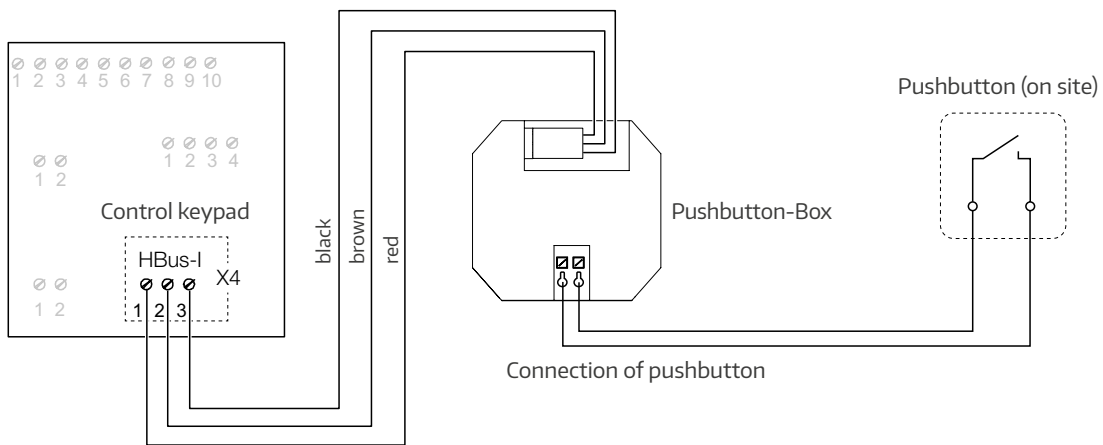 Pushbutton (on site)
1 2 3 4 5 6 7 8 9 10
1 2 3 4
1 2
Control keypad
HBus-I
X4
1 2 3
1 2
black
brown
red
Pushbutton-Box
Connection of pushbutton